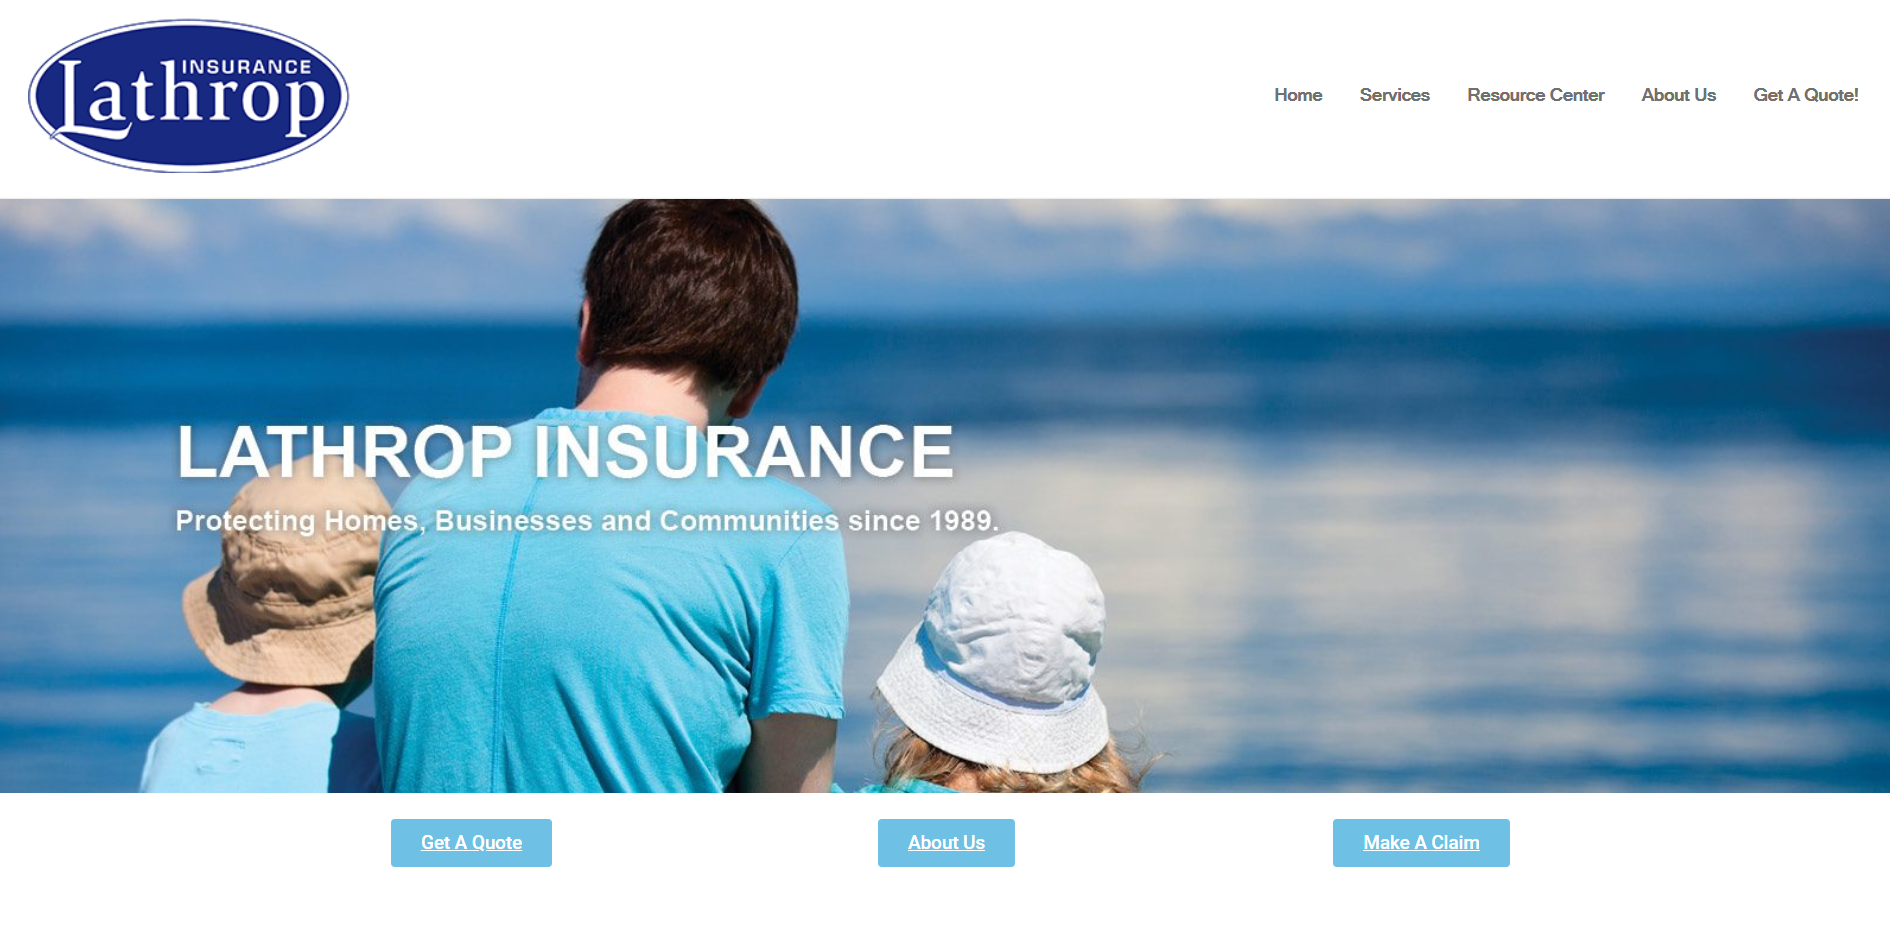 INSURANCE
Lathrop
Home
Services
Resource Center
About Us
Get A Quote!
LATHROP INSURANCE
Protecting Homes, Businesses and Communities since 1989.
Get A Quote
About Us
Make A Claim